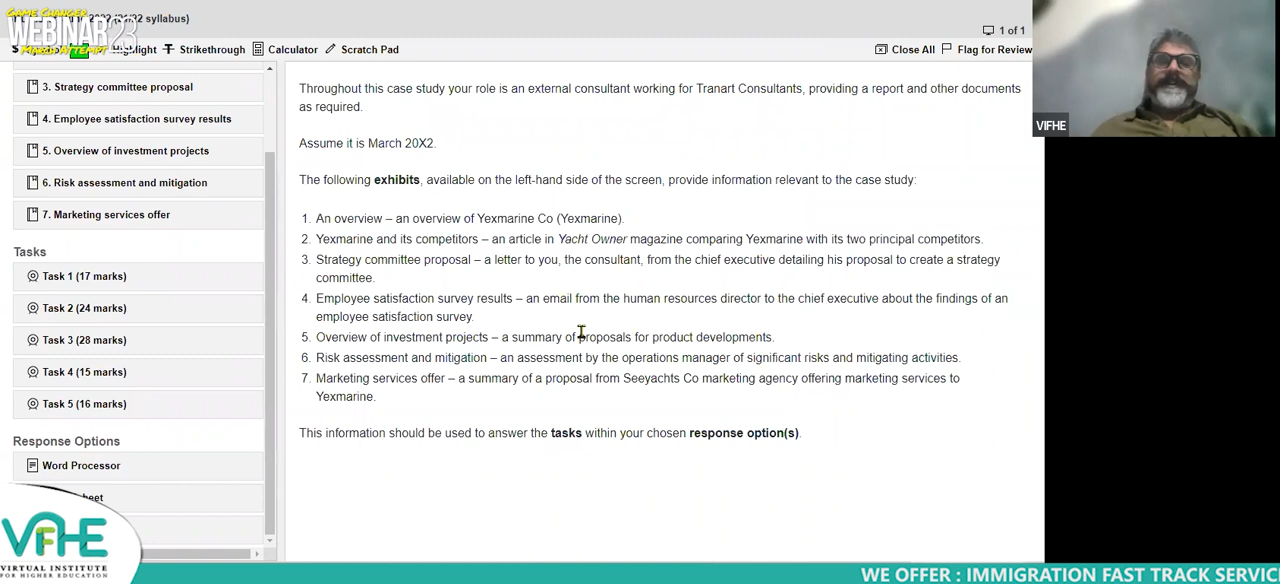 2022 (21/22 syllabus)
GAME CHANGER
WEBINAR'23
MARCH ATTEMPT
Highlight
Strikethrough
Calculator
Scratch Pad
1 of 1
Close All
Flag for Review
3. Strategy committee proposal
4. Employee satisfaction survey results
5. Overview of investment projects
6. Risk assessment and mitigation
7. Marketing services offer
Tasks
Task 1 (17 marks)
Task 2 (24 marks)
Task 3 (28 marks)
Task 4 (15 marks)
Task 5 (16 marks)
Response Options
Word Processor
Throughout this case study your role is an external consultant working for Tranart Consultants, providing a report and other documents
as required.
Assume it is March 20X2.
The following exhibits, available on the left-hand side of the screen, provide information relevant to the case study:
1. An overview – an overview of Yexmarine Co (Yexmarine).
2. Yexmarine and its competitors – an article in Yacht Owner magazine comparing Yexmarine with its two principal competitors.
3. Strategy committee proposal – a letter to you, the consultant, from the chief executive detailing his proposal to create a strategy
committee.
4. Employee satisfaction survey results – an email from the human resources director to the chief executive about the findings of an
employee satisfaction survey.
5. Overview of investment projects – a summary of proposals for product developments.
6. Risk assessment and mitigation – an assessment by the operations manager of significant risks and mitigating activities.
7. Marketing services offer – a summary of a proposal from Seeyachts Co marketing agency offering marketing services to
Yexmarine.
This information should be used to answer the tasks within your chosen response option(s).
VIFHE
VIFHE
VIRTUAL INSTITUTE
FOR HIGHER EDUCATION
WE OFFER : IMMIGRATION FAST TRACK SERVIC